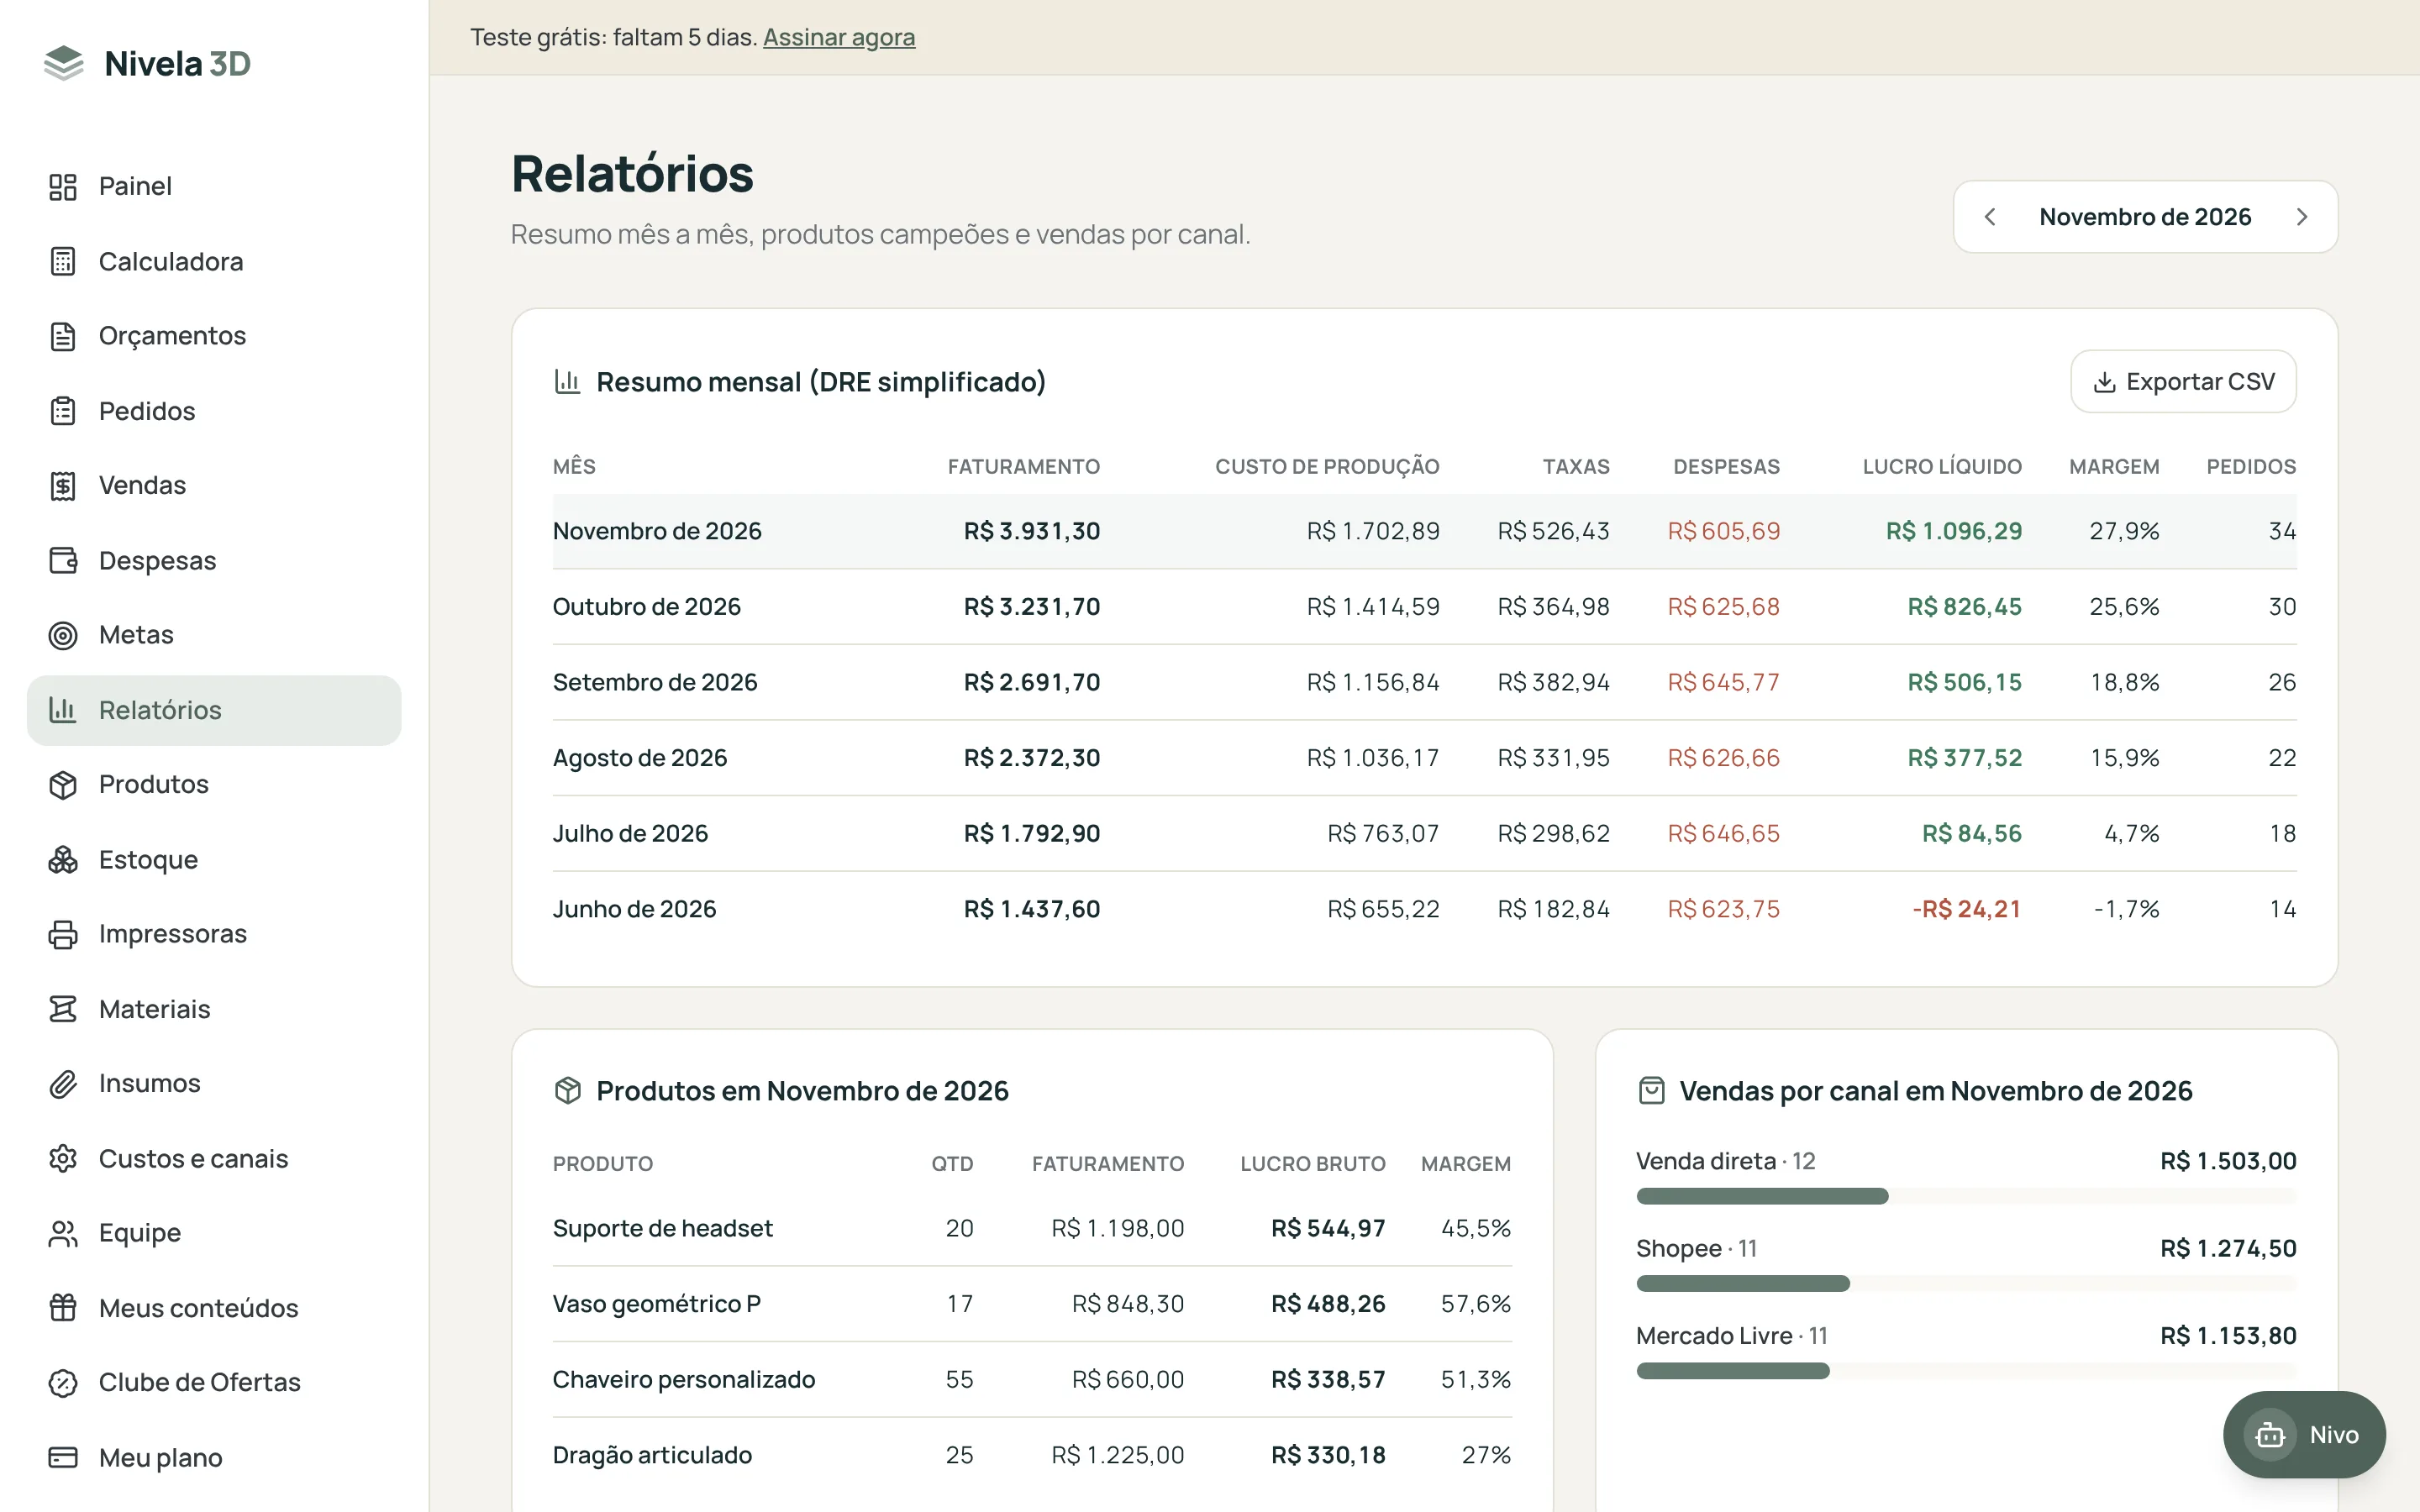 Nivela 3D
Painel
Calculadora
Orçamentos
Pedidos
Vendas
Despesas
Metas
Relatórios
Produtos
Estoque
Impressoras
Materiais
Insumos
Custos e canais
Equipe
Meus conteúdos
Clube de Ofertas
Meu plano
Teste grátis: faltam 5 dias. Assinar agora
Relatórios
Resumo mês a mês, produtos campeões e vendas por canal.
Novembro de 2026
Resumo mensal (DRE simplificado)
Exportar CSV
MÊS FATURAMENTO CUSTO DE PRODUÇÃO TAXAS DESPESAS LUCRO LÍQUIDO MARGEM PEDIDOS
Novembro de 2026 R$ 3.931,30 R$ 1.702,89 R$ 526,43 R$ 605,69 R$ 1.096,29 27,9% 34
Outubro de 2026 R$ 3.231,70 R$ 1.414,59 R$ 364,98 R$ 625,68 R$ 826,45 25,6% 30
Setembro de 2026 R$ 2.691,70 R$ 1.156,84 R$ 382,94 R$ 645,77 R$ 506,15 18,8% 26
Agosto de 2026 R$ 2.372,30 R$ 1.036,17 R$ 331,95 R$ 626,66 R$ 377,52 15,9% 22
Julho de 2026 R$ 1.792,90 R$ 763,07 R$ 298,62 R$ 646,65 R$ 84,56 4,7% 18
Junho de 2026 R$ 1.437,60 R$ 655,22 R$ 182,84 R$ 623,75 -R$ 24,21 -1,7% 14
Produtos em Novembro de 2026
PRODUTO QTD FATURAMENTO LUCRO BRUTO MARGEM
Suporte de headset 20 R$ 1.198,00 R$ 544,97 45,5%
Vaso geométrico P 17 R$ 848,30 R$ 488,26 57,6%
Chaveiro personalizado 55 R$ 660,00 R$ 338,57 51,3%
Dragão articulado 25 R$ 1.225,00 R$ 330,18 27%
Vendas por canal em Novembro de 2026
Venda direta · 12 R$ 1.503,00
Shopee · 11 R$ 1.274,50
Mercado Livre · 11 R$ 1.153,80
Nivo